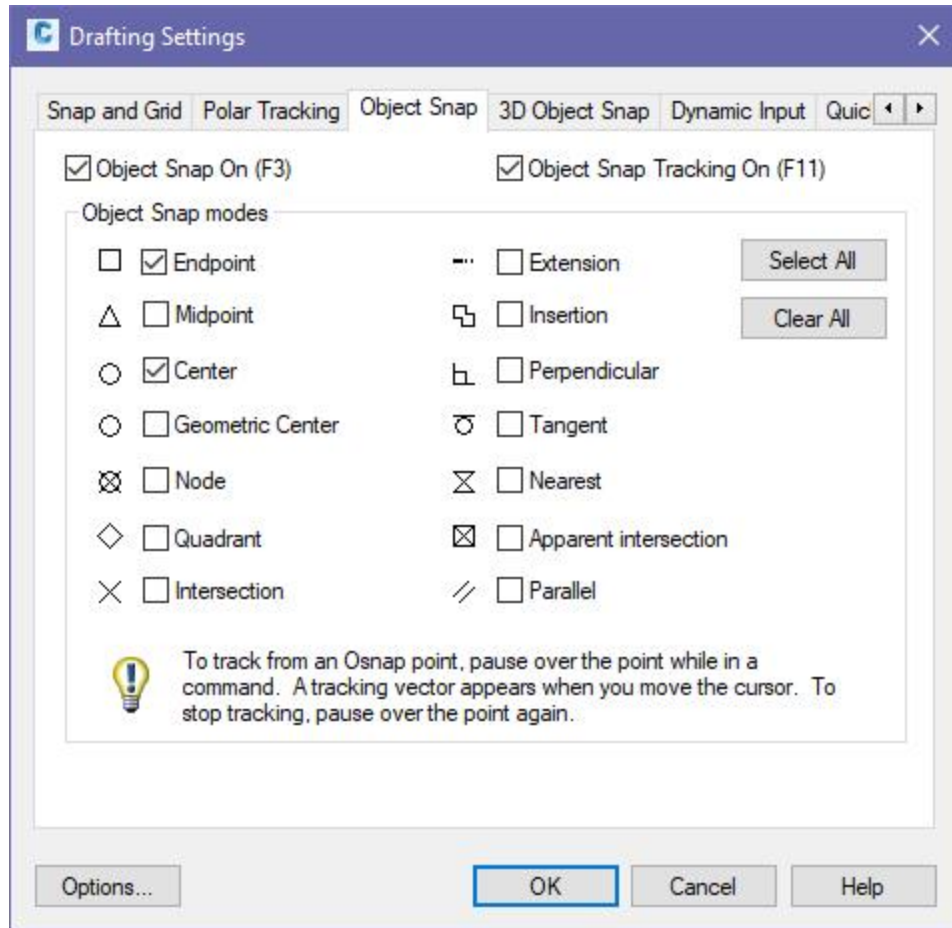 C Drafting Settings
Snap and Grid Polar Tracking Object Snap 3D Object Snap Dynamic Input Quic
Object Snap On (F3) Object Snap Tracking On (F11)
Object Snap modes
Endpoint Extension Select All
Midpoint Insertion Clear All
Center Perpendicular
Geometric Center Tangent
Node Nearest
Quadrant Apparent intersection
Intersection Parallel
To track from an Osnap point, pause over the point while in a
command. A tracking vector appears when you move the cursor. To
stop tracking, pause over the point again.
Options... OK Cancel Help